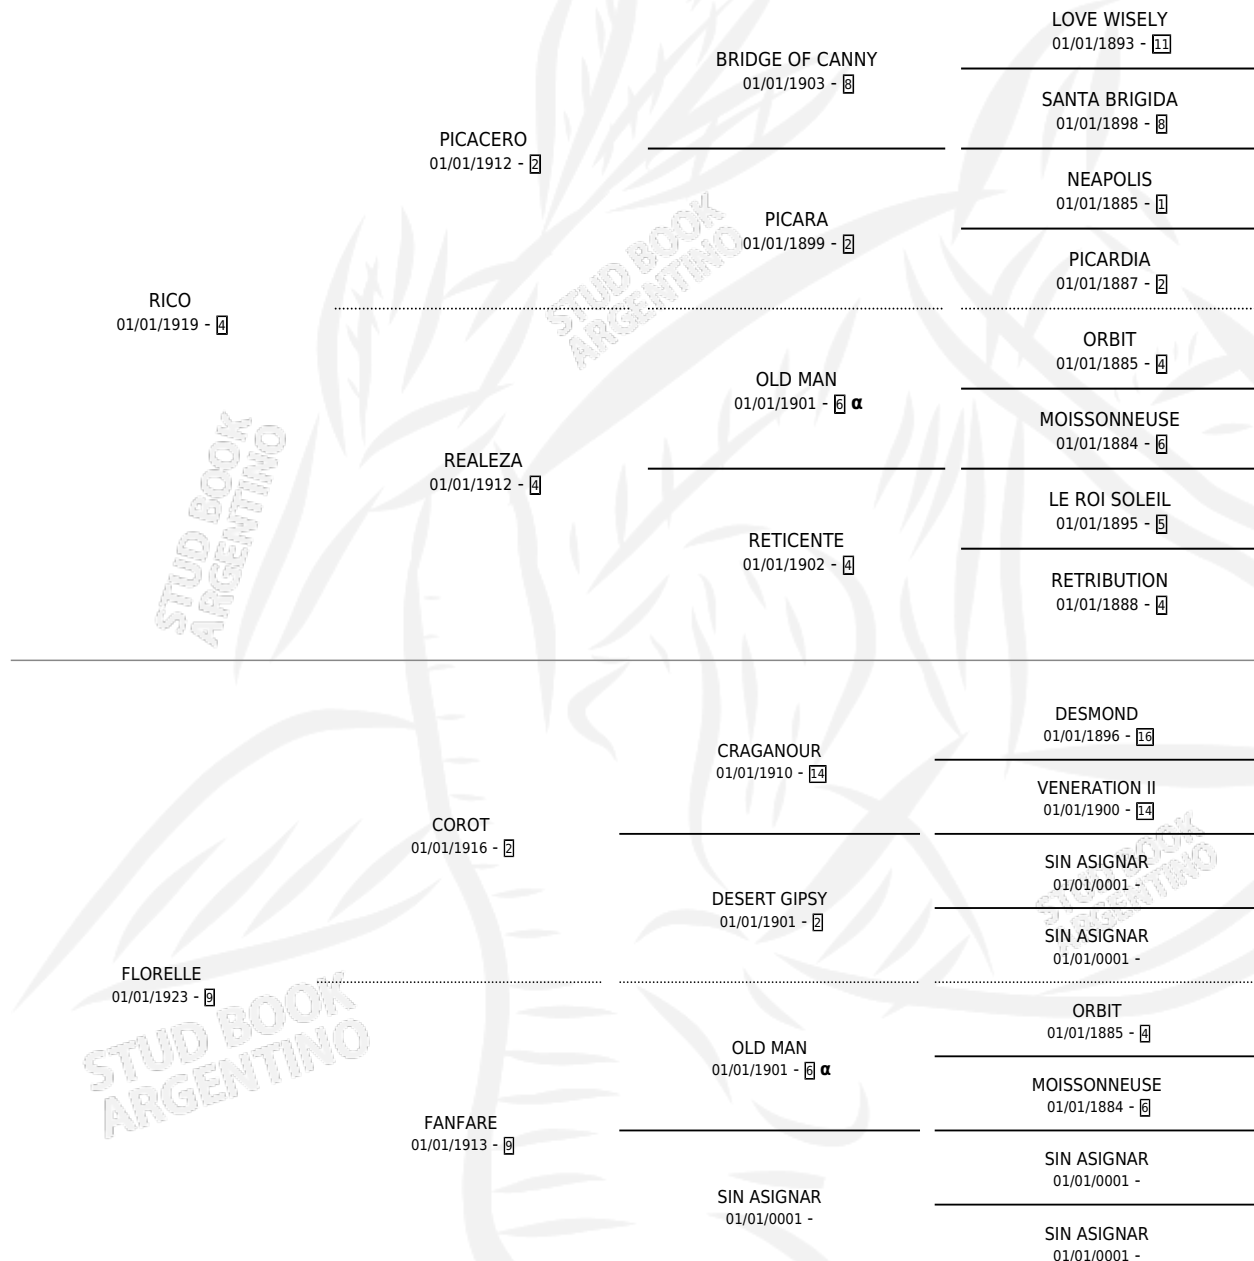 LOVE WISELY
01/01/1893 - 11
BRIDGE OF CANNY
01/01/1903 - 8
SANTA BRIGIDA
01/01/1898 - 8
PICACERO
01/01/1912 - 2
NEAPOLIS
01/01/1885 - 1
PICARA
01/01/1899 - 2
PICARDIA
01/01/1887 - 2
STUD BOOK
ARGENTINO
RICO
01/01/1919 - 4
ORBIT
01/01/1885 - 4
OLD MAN
01/01/1901 - 6 α
MOISSONNEUSE
01/01/1884 - 6
REALEZA
01/01/1912 - 4
LE ROI SOLEIL
01/01/1895 - 5
RETICENTE
01/01/1902 - 4
RETRIBUTION
01/01/1888 - 4
STUD BOOK
ARGENTINO
DESMOND
01/01/1896 - 16
CRAGANOUR
01/01/1910 - 14
VENERATION II
01/01/1900 - 14
COROT
01/01/1916 - 2
SIN ASIGNAR
01/01/0001 -
DESERT GIPSY
01/01/1901 - 2
SIN ASIGNAR
01/01/0001 -
STUD BOOK
ARGENTINO
FLORELLE
01/01/1923 - 9
ORBIT
01/01/1885 - 4
OLD MAN
01/01/1901 - 6 α
MOISSONNEUSE
01/01/1884 - 6
STUD BOOK
ARGENTINO
FANFARE
01/01/1913 - 9
SIN ASIGNAR
01/01/0001 -
SIN ASIGNAR
01/01/0001 -
SIN ASIGNAR
01/01/0001 -